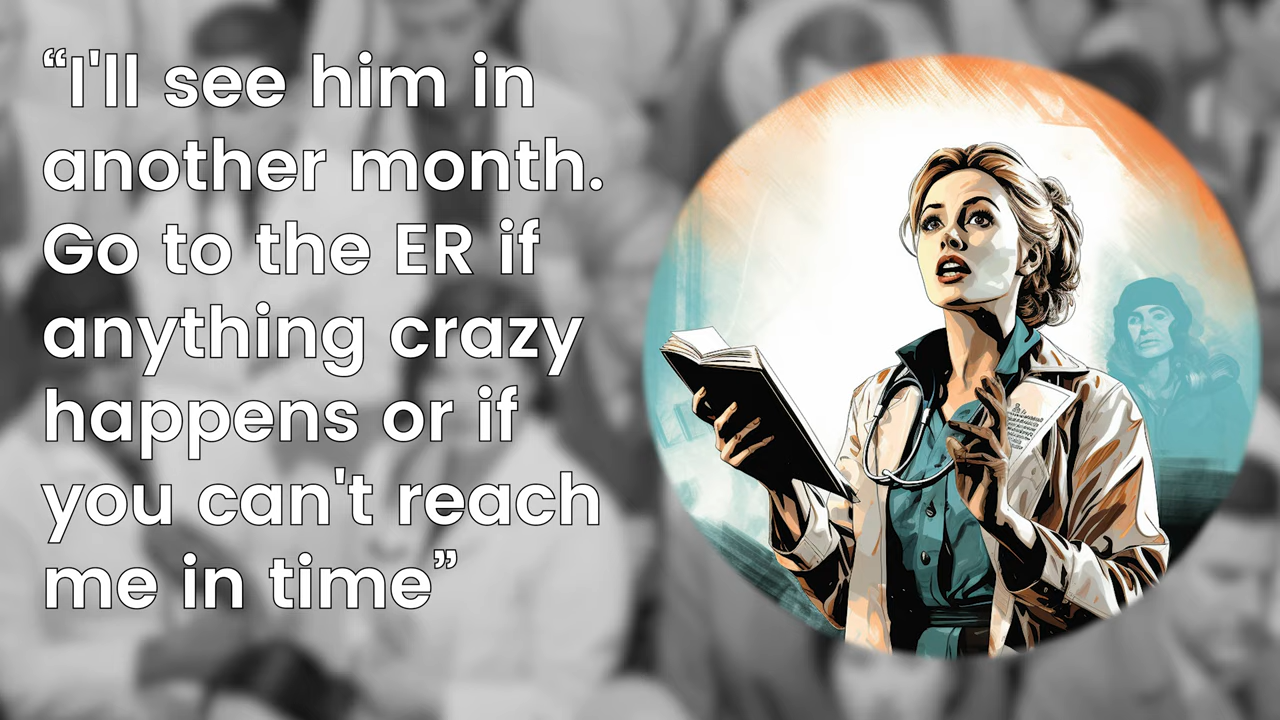 “I'll see him in
another month.
Go to the ER if
anything crazy
happens or if
you can't reach
me in time”